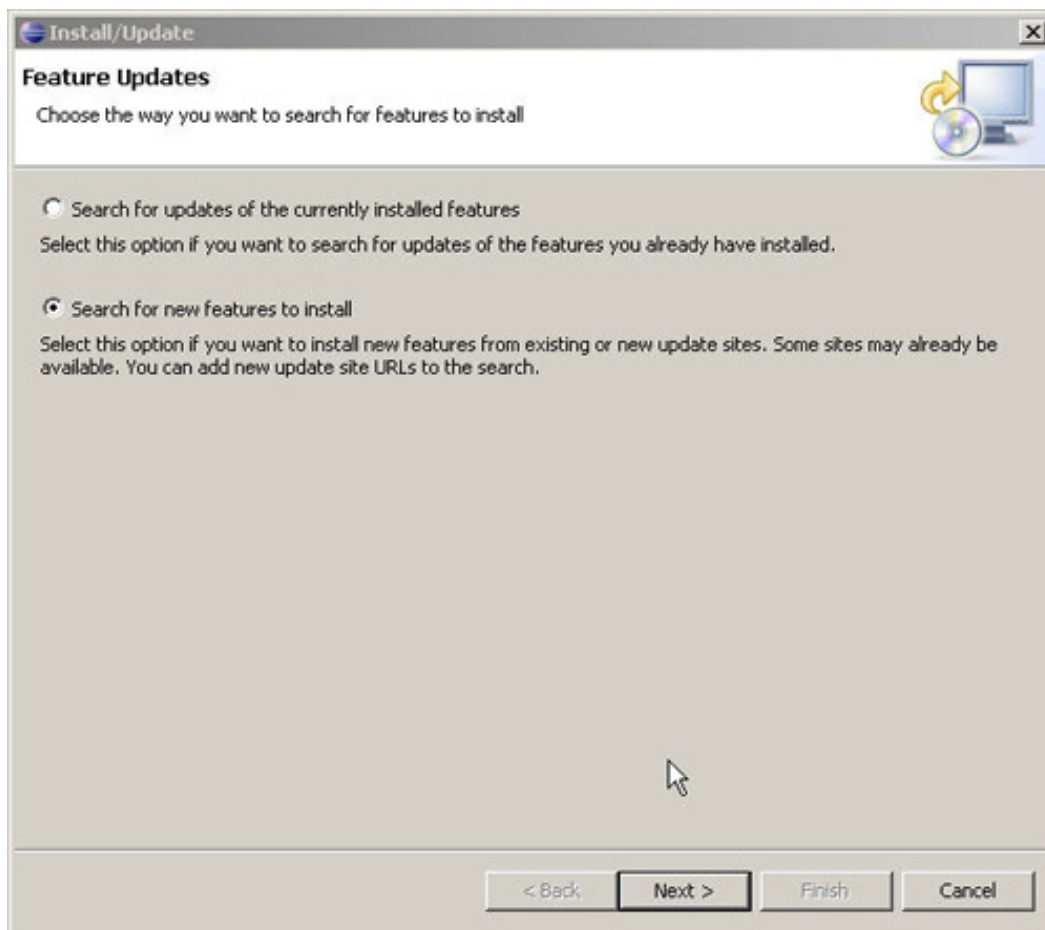 Install/Update
Feature Updates
Choose the way you want to search for features to install
Search for updates of the currently installed features
Select this option if you want to search for updates of the features you already have installed.
Search for new features to install
Select this option if you want to install new features from existing or new update sites. Some sites may already be
available. You can add new update site URLs to the search.
< Back Next > Finish Cancel